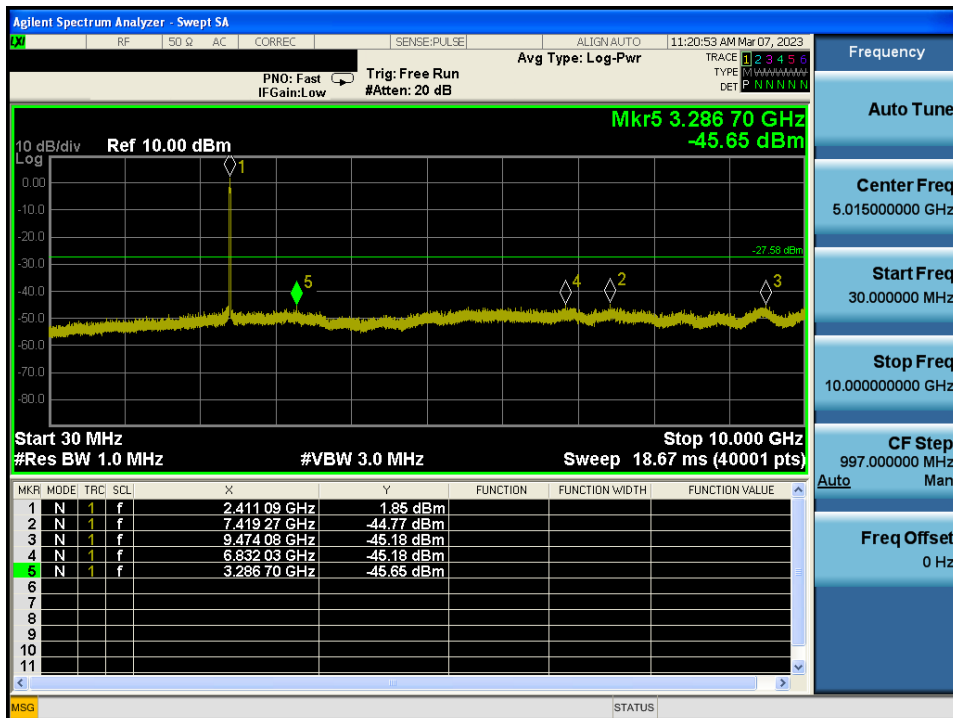 Agilent Spectrum Analyzer - Swept SA
LXI RF 50 Ω AC CORREC SENSE:PULSE ALIGN AUTO 11:20:53 AM Mar 07, 2023
Frequency
Avg Type: Log-Pwr
TRACE 1 2 3 4 5 6
PNO: Fast Trig: Free Run TYPE M
IFGain:Low #Atten: 20 dB DET P N N N N N
Auto Tune
Mkr5 3.286 70 GHz
10 dB/div Ref 10.00 dBm -45.65 dBm
Log
1
0.00
-10.0
-20.0
-27.58 dBm
-30.0
5 4 2 3
-40.0
-50.0
-60.0
-70.0
-80.0
Start 30 MHz Stop 10.000 GHz
#Res BW 1.0 MHz #VBW 3.0 MHz Sweep 18.67 ms (40001 pts)
Center Freq
5.015000000 GHz
Start Freq
30.000000 MHz
Stop Freq
10.000000000 GHz
CF Step
997.000000 MHz
Auto Man
Freq Offset
0 Hz
MKR MODE TRC SCL X Y FUNCTION FUNCTION WIDTH FUNCTION VALUE
1 N 1 f 2.411 09 GHz 1.85 dBm
2 N 1 f 7.419 27 GHz -44.77 dBm
3 N 1 f 9.474 08 GHz -45.18 dBm
4 N 1 f 6.832 03 GHz -45.18 dBm
5 N 1 f 3.286 70 GHz -45.65 dBm
6
7
8
9
10
11
MSG STATUS